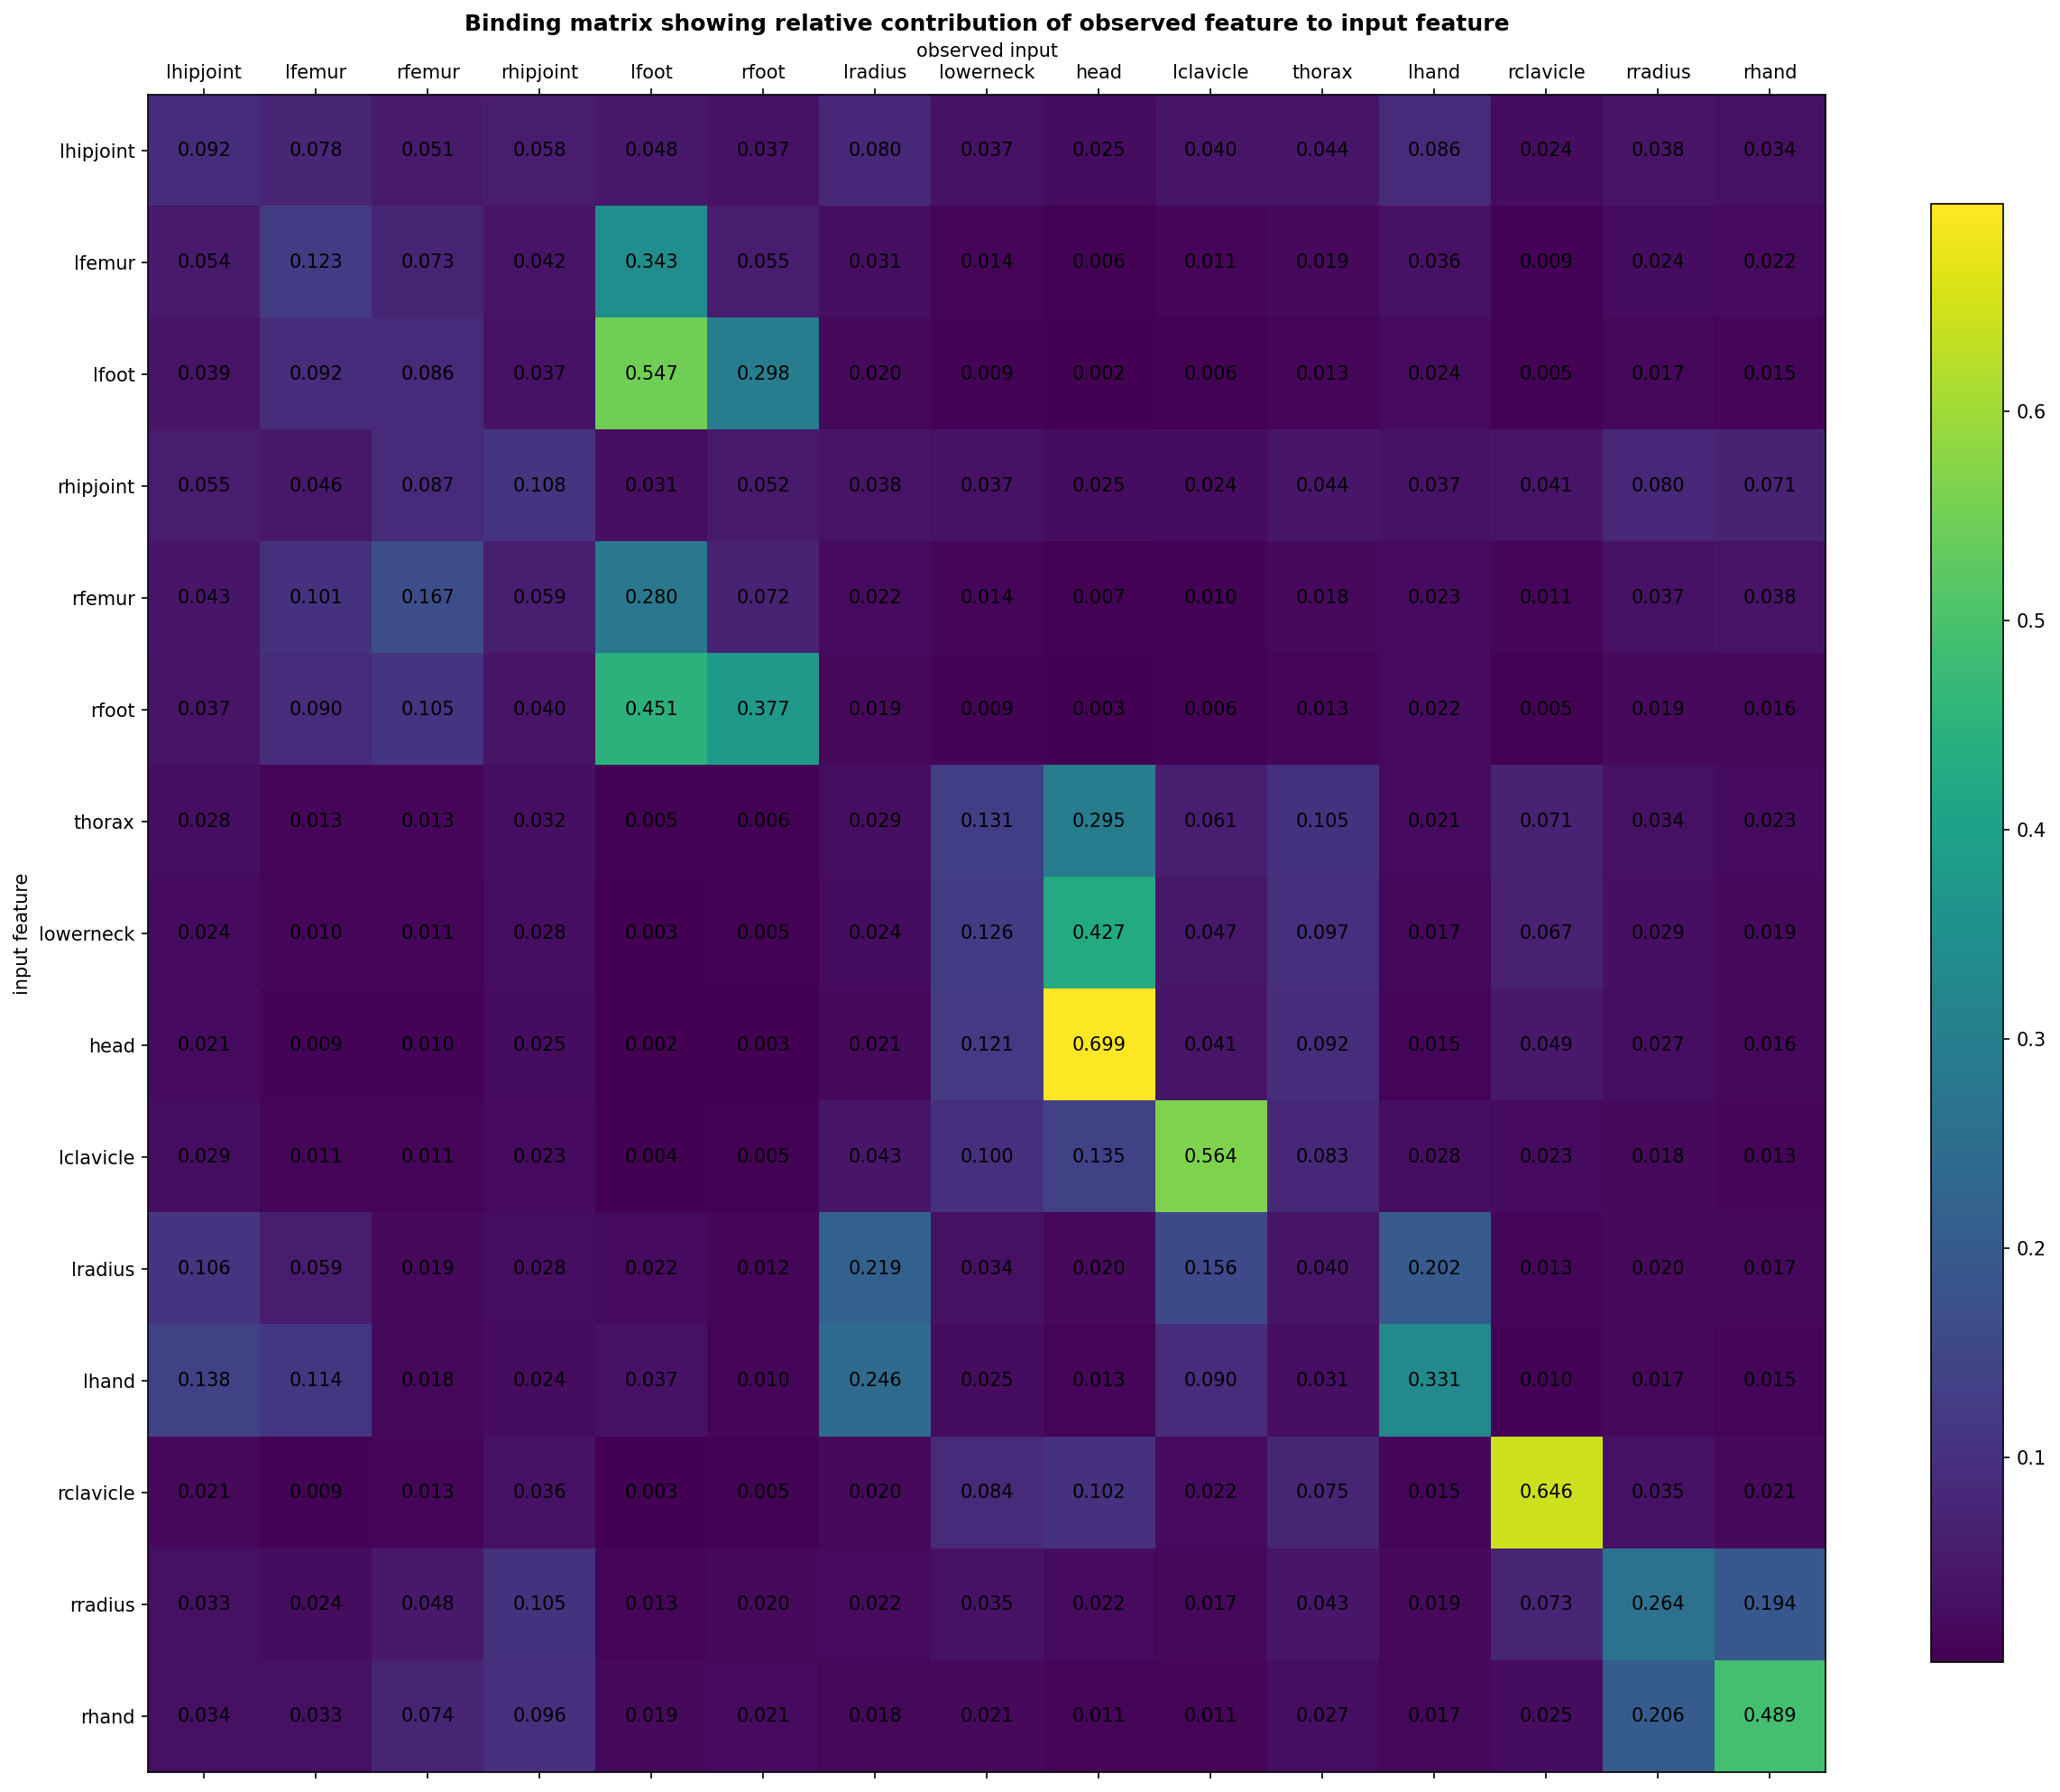 Binding matrix showing relative contribution of observed feature to input feature
observed input
lhipjoint lfemur rfemur rhipjoint lfoot rfoot lradius lowerneck head lclavicle thorax lhand rclavicle rradius rhand
lhipjoint 0.092 0.078 0.051 0.058 0.048 0.037 0.080 0.037 0.025 0.040 0.044 0.086 0.024 0.038 0.034
lfemur 0.054 0.123 0.073 0.042 0.343 0.055 0.031 0.014 0.006 0.011 0.019 0.036 0.009 0.024 0.022
lfoot 0.039 0.092 0.086 0.037 0.547 0.298 0.020 0.009 0.002 0.006 0.013 0.024 0.005 0.017 0.015
rhipjoint 0.055 0.046 0.087 0.108 0.031 0.052 0.038 0.037 0.025 0.024 0.044 0.037 0.041 0.080 0.071
rfemur 0.043 0.101 0.167 0.059 0.280 0.072 0.022 0.014 0.007 0.010 0.018 0.023 0.011 0.037 0.038
rfoot 0.037 0.090 0.105 0.040 0.451 0.377 0.019 0.009 0.003 0.006 0.013 0.022 0.005 0.019 0.016
thorax 0.028 0.013 0.013 0.032 0.005 0.006 0.029 0.131 0.295 0.061 0.105 0.021 0.071 0.034 0.023
lowerneck 0.024 0.010 0.011 0.028 0.003 0.005 0.024 0.126 0.427 0.047 0.097 0.017 0.067 0.029 0.019
head 0.021 0.009 0.010 0.025 0.002 0.003 0.021 0.121 0.699 0.041 0.092 0.015 0.049 0.027 0.016
lclavicle 0.029 0.011 0.011 0.023 0.004 0.005 0.043 0.100 0.135 0.564 0.083 0.028 0.023 0.018 0.013
lradius 0.106 0.059 0.019 0.028 0.022 0.012 0.219 0.034 0.020 0.156 0.040 0.202 0.013 0.020 0.017
lhand 0.138 0.114 0.018 0.024 0.037 0.010 0.246 0.025 0.013 0.090 0.031 0.331 0.010 0.017 0.015
rclavicle 0.021 0.009 0.013 0.036 0.003 0.005 0.020 0.084 0.102 0.022 0.075 0.015 0.646 0.035 0.021
rradius 0.033 0.024 0.048 0.105 0.013 0.020 0.022 0.035 0.022 0.017 0.043 0.019 0.073 0.264 0.194
rhand 0.034 0.033 0.074 0.096 0.019 0.021 0.018 0.021 0.011 0.011 0.027 0.017 0.025 0.206 0.489
input feature
0.6
0.5
0.4
0.3
0.2
0.1